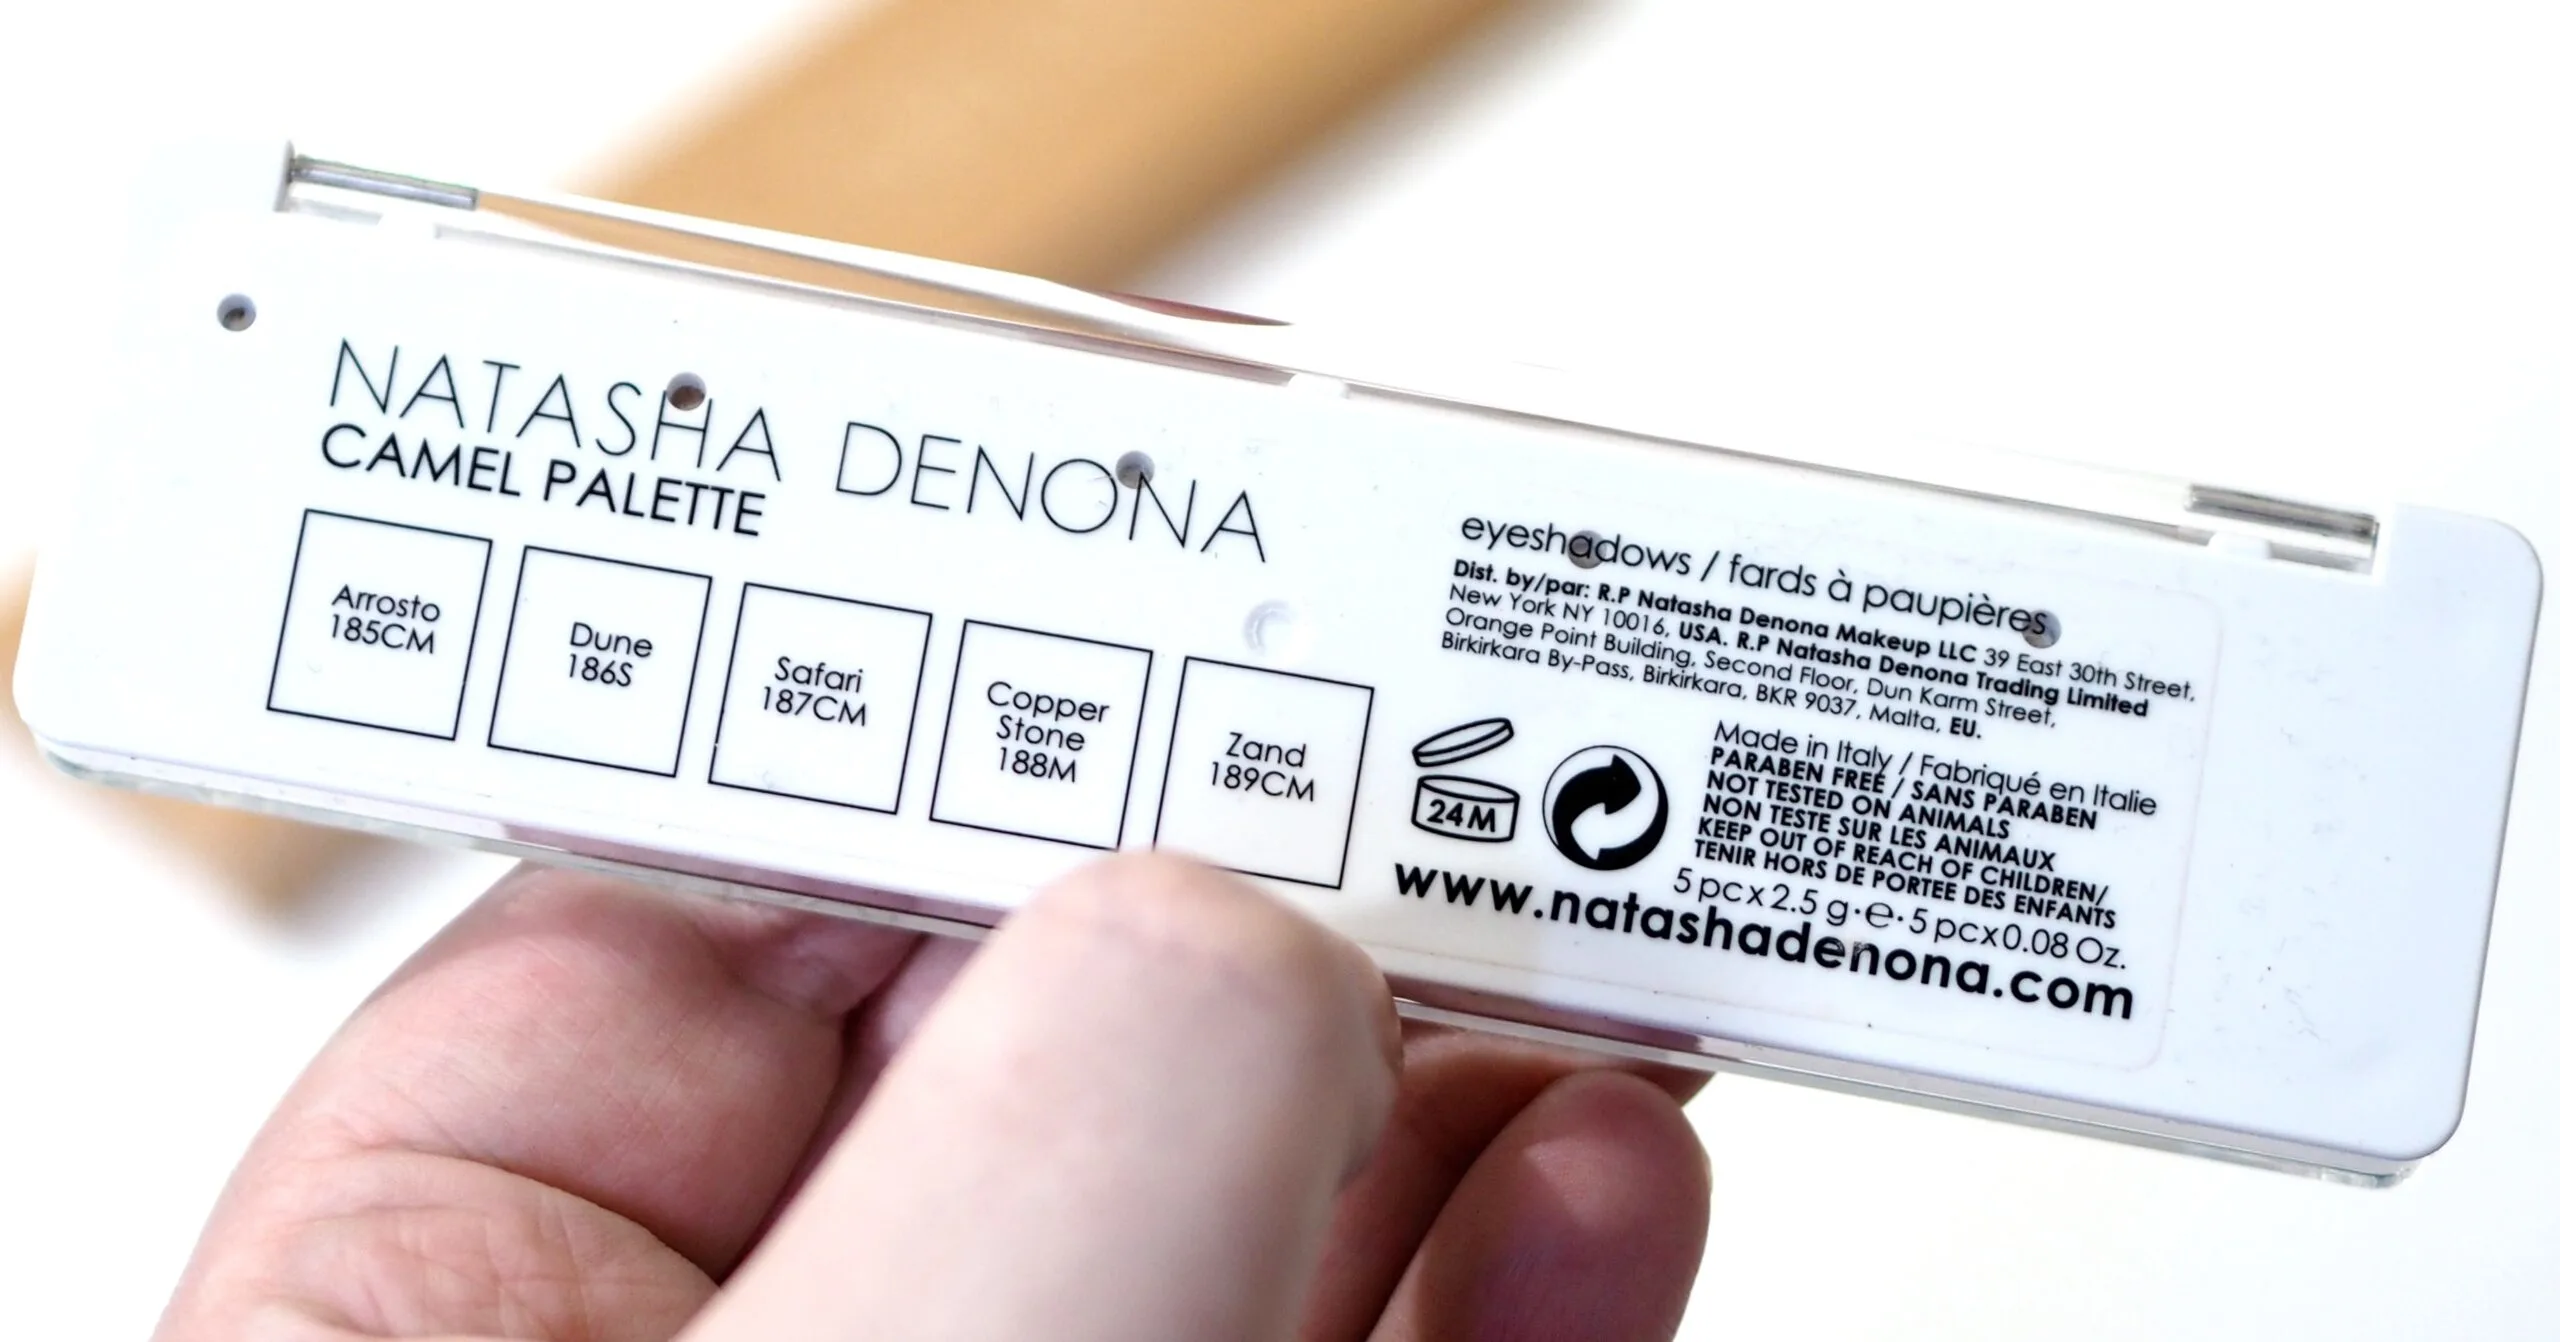 NATASHA DENONA
CAMEL PALETTE
Arrosto
185CM
Dune
186S
Safari
187CM
Copper
Stone
188M
Zand
189CM
eyeshadows / fards à paupières
Dist. by/par: R.P Natasha Denona Makeup LLC 39 East 30th Street,
New York NY 10016, USA. R.P Natasha Denona Trading Limited
Orange Point Building, Second Floor, Dun Karm Street,
Birkirkara By-Pass, Birkirkara, BKR 9037, Malta, EU.
24M
Made in Italy / Fabriqué en Italie
PARABEN FREE / SANS PARABEN
NOT TESTED ON ANIMALS
NON TESTE SUR LES ANIMAUX
KEEP OUT OF REACH OF CHILDREN/
TENIR HORS DE PORTEE DES ENFANTS
5 pc x 2.5 g·e·5 pcx0.08 Oz.
www.natashadenona.com